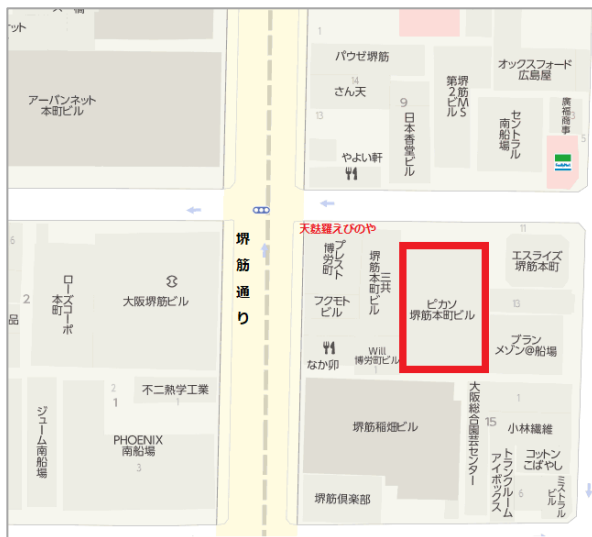 ット
橋
ス
1
パウゼ堺筋
14
さん天
13
やよい軒
9
日本香堂ビル
堺筋MS
第2ビル
オックスフォード
広島屋
セントラル
南船場
廣福商事
3
5
アーバンネット
本町ビル
堺筋通り
天麩羅えびのや
プレスト
博労町
三共
堺筋本町ビル
フクモト
ビル
なか卯
Will
博労町ビル
1
ピカソ
堺筋本町ビル
11
エスライズ
堺筋本町
13
ブラン
メゾン@船場
6
2
品
ローズコーポ
本町
大阪堺筋ビル
2
1
不二熱学工業
1
ジューム南船場
PHOENIX
南船場
3
堺筋稲畑ビル
堺筋倶楽部
大阪総合園芸センター
1
15
小林繊維
トランクルーム
アイボックス
コットン
こばやし
6
ミストラル
ビル